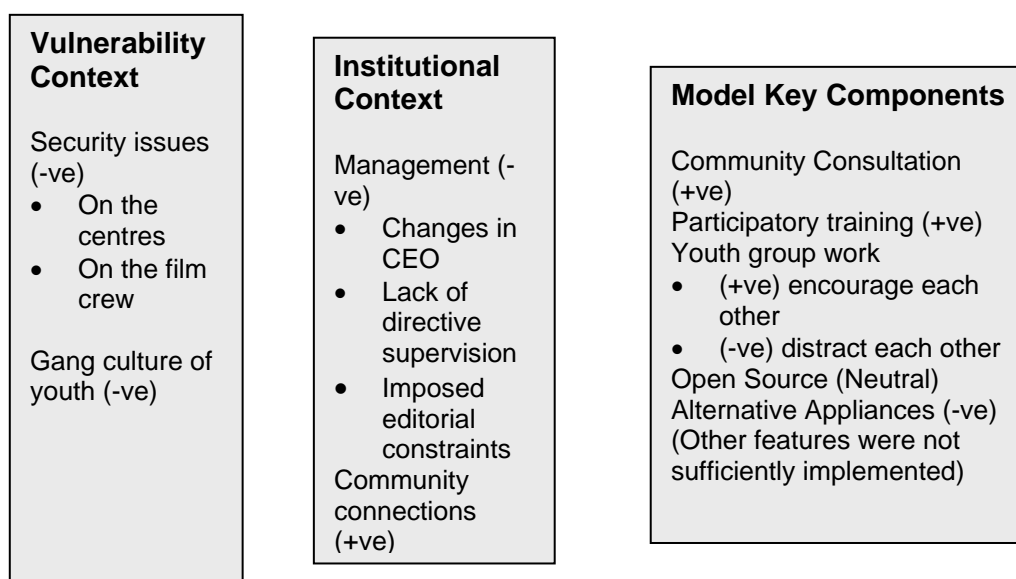 Vulnerability
Context
Security issues
(-ve)
• On the
centres
• On the film
crew
Gang culture of
youth (-ve)
Institutional
Context
Management (-
ve)
• Changes in
CEO
• Lack of
directive
supervision
• Imposed
editorial
constraints
Community
connections
(+ve)
Model Key Components
Community Consultation
(+ve)
Participatory training (+ve)
Youth group work
• (+ve) encourage each
other
• (-ve) distract each other
Open Source (Neutral)
Alternative Appliances (-ve)
(Other features were not
sufficiently implemented)